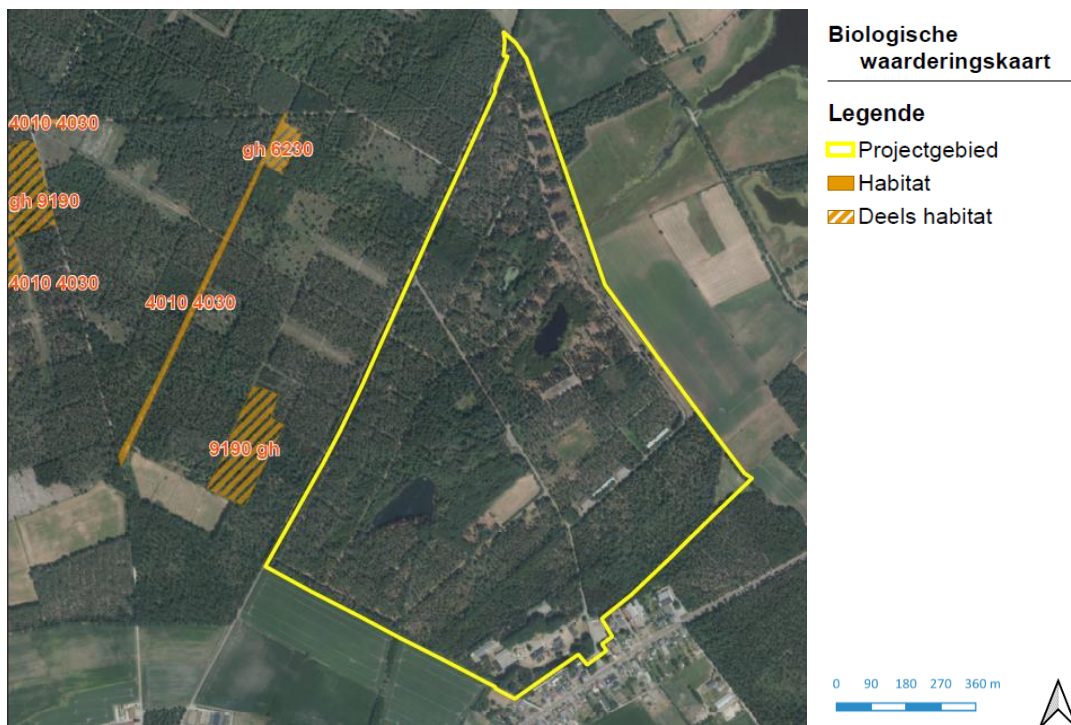 Biologische
waarderingskaart
Legende
Projectgebied
Habitat
Deels habitat
4010 4030
gh 6230
gh 9190
4010 4030
4010 4030
9190 gh
0 90 180 270 360 m